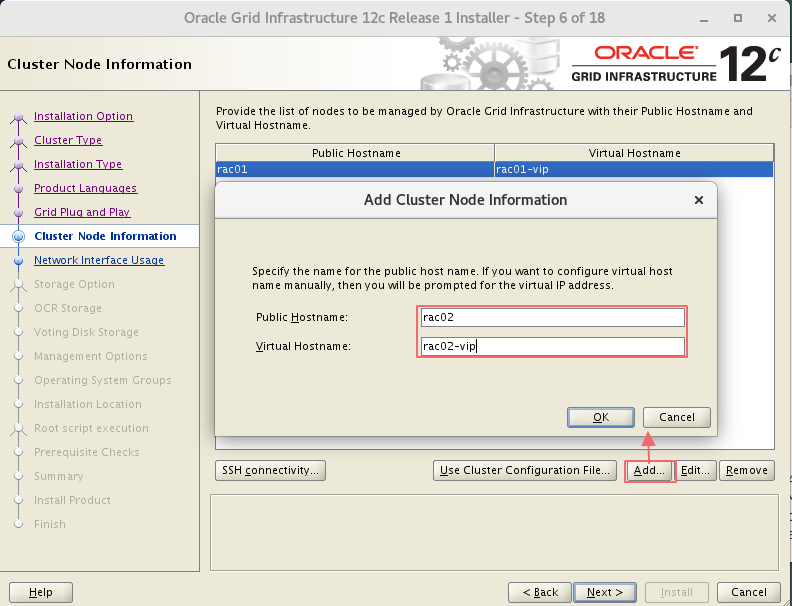 Oracle Grid Infrastructure 12c Release 1 Installer - Step 6 of 18
Cluster Node Information
ORACLE
GRID INFRASTRUCTURE
12c
Installation Option
Cluster Type
Installation Type
Product Languages
Grid Plug and Play
Cluster Node Information
Network Interface Usage
Storage Option
OCR Storage
Voting Disk Storage
Management Options
Operating System Groups
Installation Location
Root script execution
Prerequisite Checks
Summary
Install Product
Finish
Provide the list of nodes to be managed by Oracle Grid Infrastructure with their Public Hostname and
Virtual Hostname.
Public Hostname Virtual Hostname
rac01 rac01-vip
Add Cluster Node Information
Specify the name for the public host name. If you want to configure virtual host
name manually, then you will be prompted for the virtual IP address.
Public Hostname: rac02
Virtual Hostname: rac02-vip
OK Cancel
SSH connectivity... Use Cluster Configuration File... Add... Edit... Remove
Help < Back Next > Install Cancel